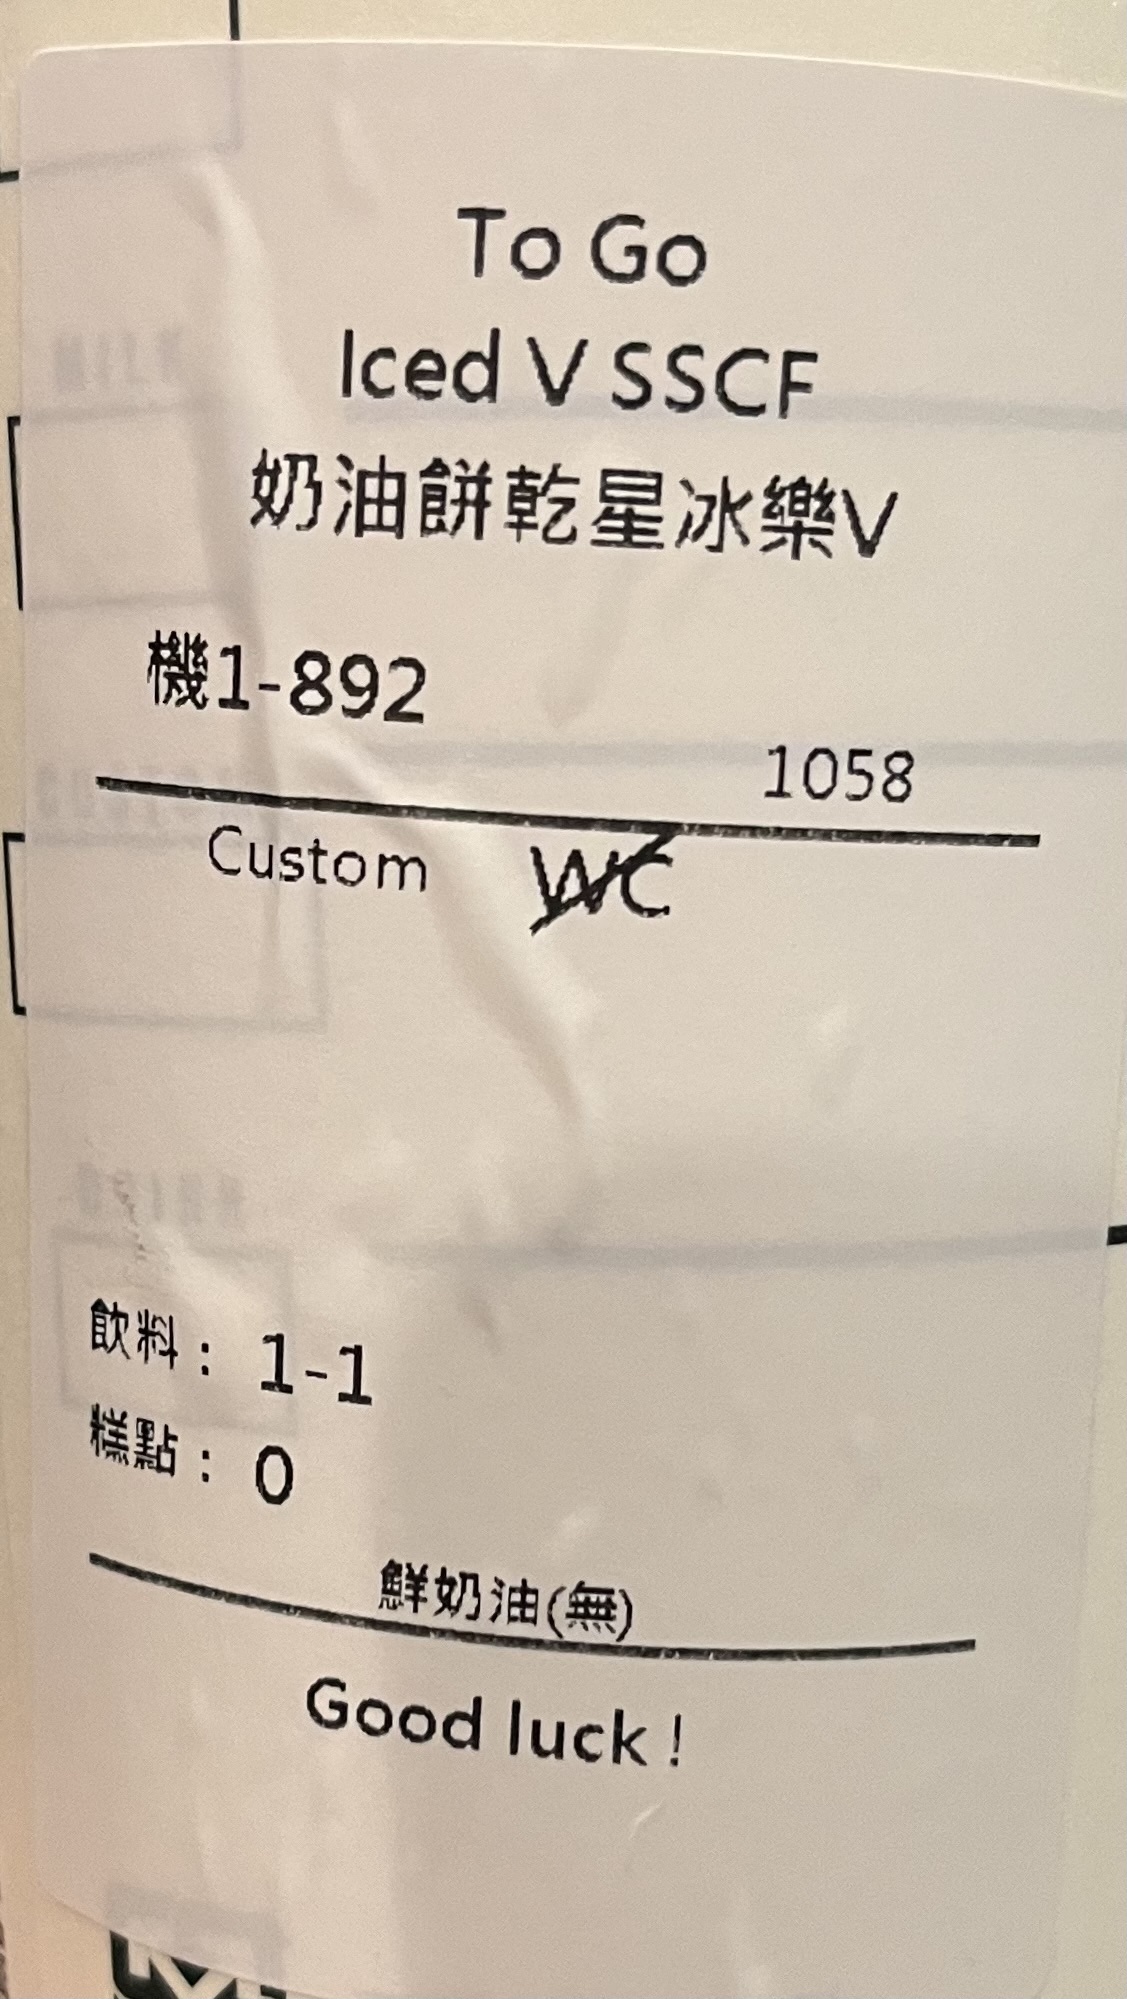 To Go
Iced V SSCF
奶油餅乾星冰樂V
機1-892
1058
Custom WC
飲料： 1-1
糕點： 0
鮮奶油(無)
Good luck !